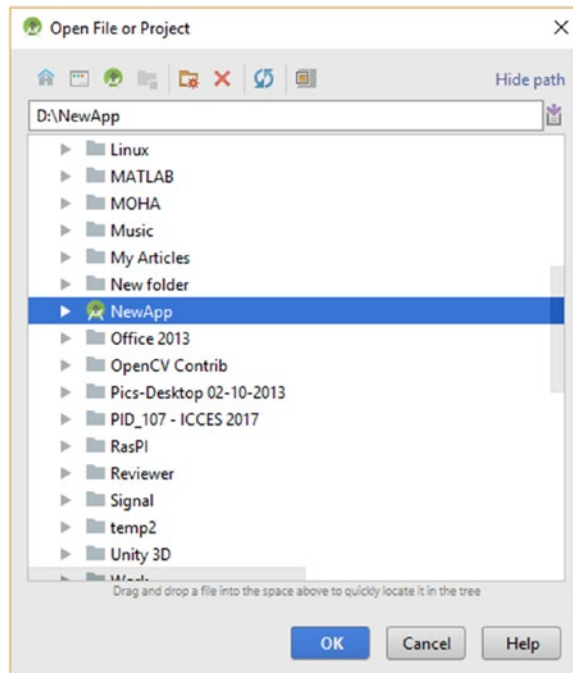 Open File or Project
Hide path
D:\NewApp
Linux
MATLAB
MOHA
Music
My Articles
New folder
NewApp
Office 2013
OpenCV Contrib
Pics-Desktop 02-10-2013
PID_107 - ICCES 2017
RasPI
Reviewer
Signal
temp2
Unity 3D
Drag and drop a file into the space above to quickly locate it in the tree
OK Cancel Help